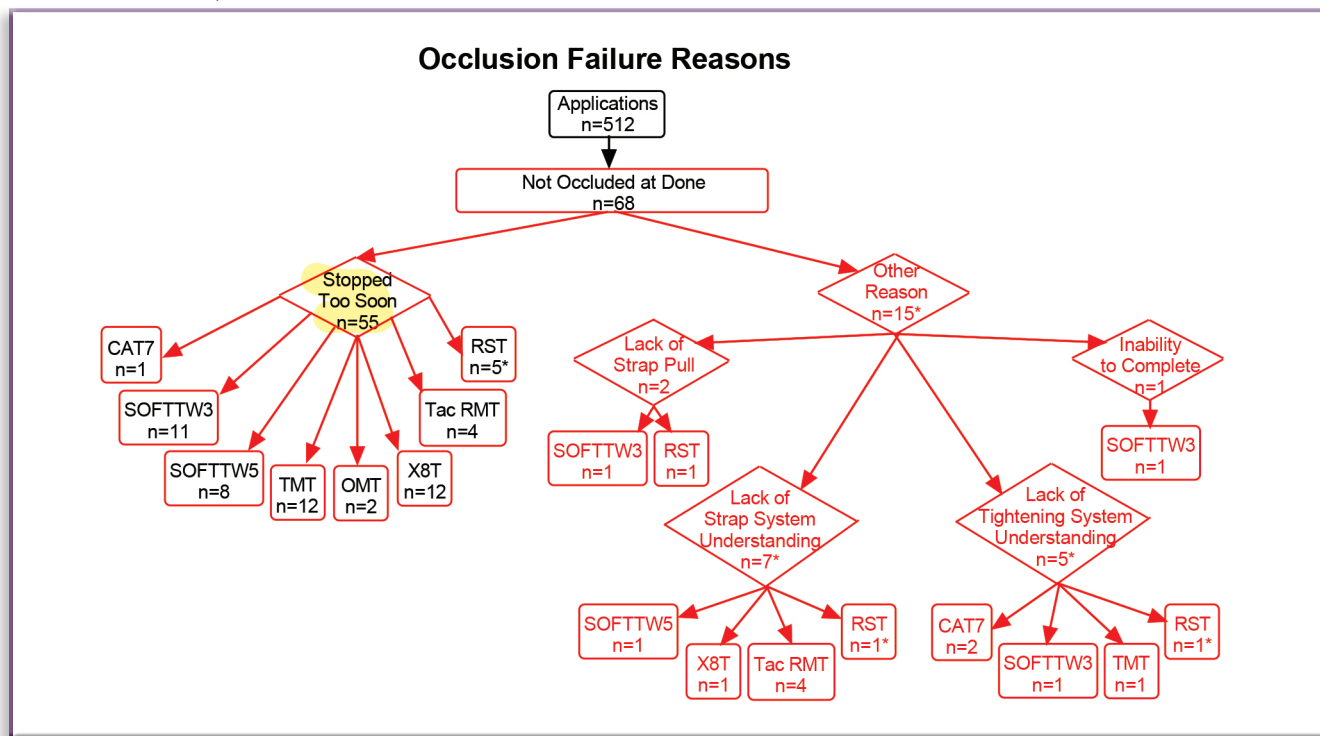 Occlusion Failure Reasons
Applications
n=512
Not Occluded at Done
n=68
Stopped
Too Soon
n=55
CAT7
n=1
SOFTTW3
n=11
SOFTTW5
n=8
TMT
n=12
OMT
n=2
X8T
n=12
Tac RMT
n=4
RST
n=5*
Other
Reason
n=15*
Lack of
Strap Pull
n=2
SOFTTW3
n=1
RST
n=1
Lack of
Strap System
Understanding
n=7*
SOFTTW5
n=1
X8T
n=1
Tac RMT
n=4
RST
n=1*
Lack of
Tightening System
Understanding
n=5*
CAT7
n=2
SOFTTW3
n=1
TMT
n=1
RST
n=1*
Inability
to Complete
n=1
SOFTTW3
n=1